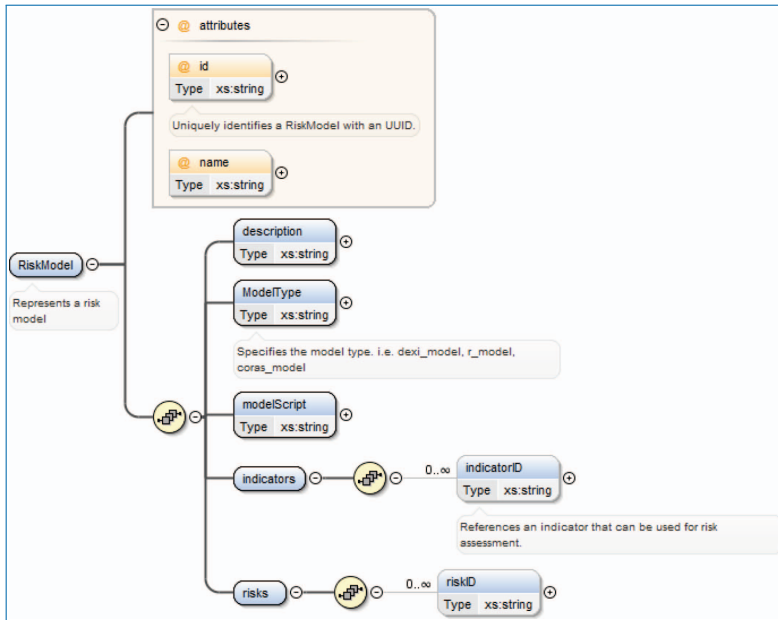 @ attributes
@ id
Type xs:string
Uniquely identifies a RiskModel with an UUID.
@ name
Type xs:string
RiskModel
Represents a risk
model
description
Type xs:string
ModelType
Type xs:string
Specifies the model type. i.e. dexi_model, r_model,
coras_model
modelScript
Type xs:string
indicators
0..∞
indicatorID
Type xs:string
References an indicator that can be used for risk
assessment.
risks
0..∞
riskID
Type xs:string